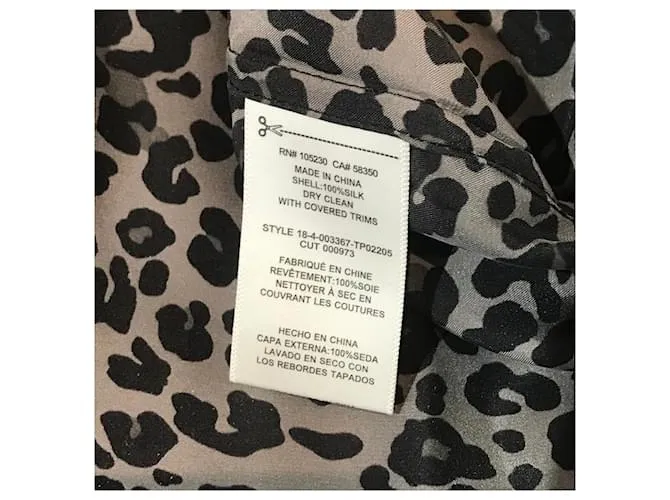 RN# 105230 CA# 58350
MADE IN CHINA
SHELL:100%SILK
DRY CLEAN
WITH COVERED TRIMS
STYLE 18-4-003367-TP02205
CUT 000973
FABRIQUÉ EN CHINE
REVÊTEMENT:100%SOIE
NETTOYER À SEC EN
COUVRANT LES COUTURES
HECHO EN CHINA
CAPA EXTERNA:100%SEDA
LAVADO EN SECO CON
LOS REBORDES TAPADOS